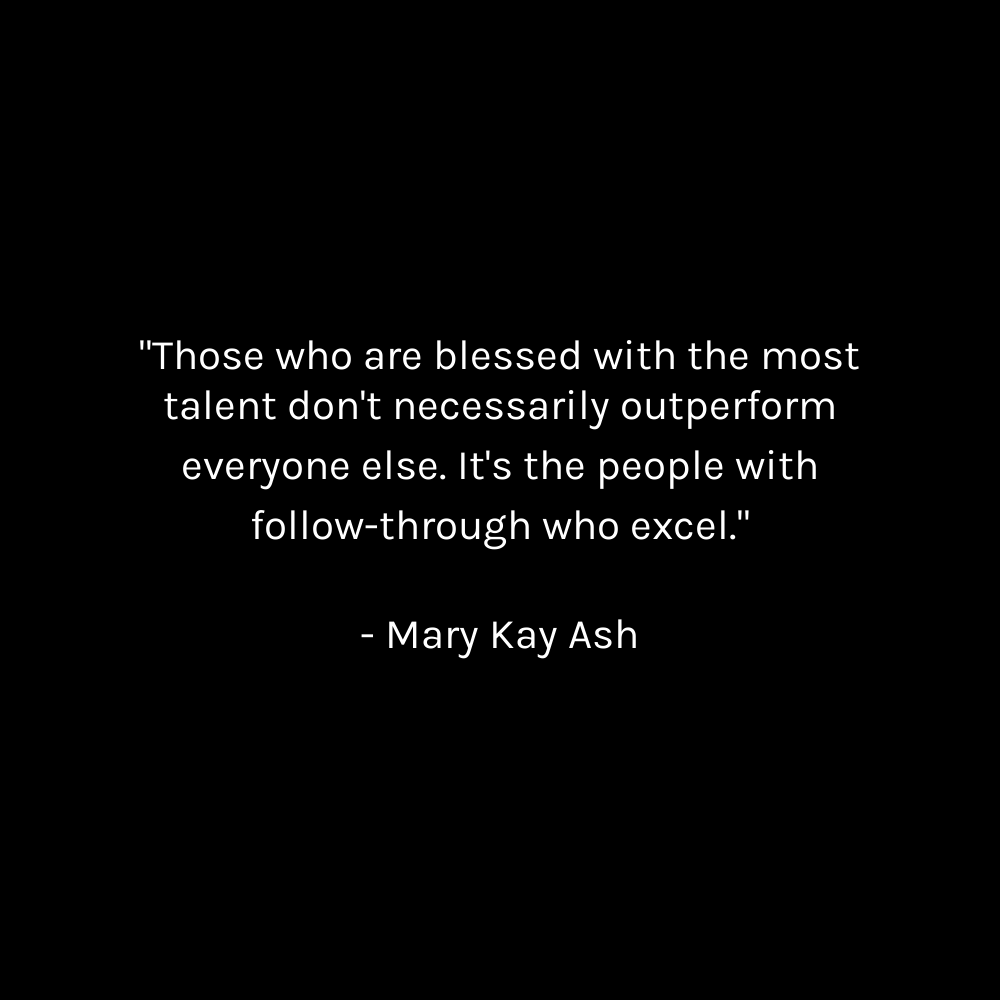 "Those who are blessed with the most
talent don't necessarily outperform
everyone else. It's the people with
follow-through who excel."
- Mary Kay Ash